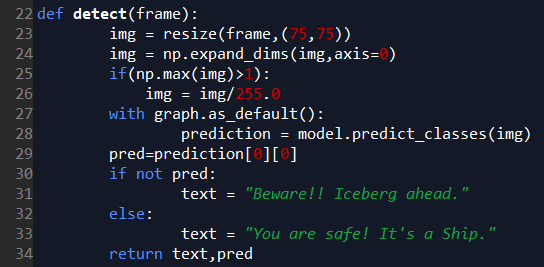 22 def detect(frame):
23         img = resize(frame,(75,75))
24         img = np.expand_dims(img,axis=0)
25         if(np.max(img)>1):
26             img = img/255.0
27         with graph.as_default():
28                 prediction = model.predict_classes(img)
29         pred=prediction[0][0]
30         if not pred:
31                 text = "Beware!! Iceberg ahead."
32         else:
33                 text = "You are safe! It's a Ship."
34         return text,pred